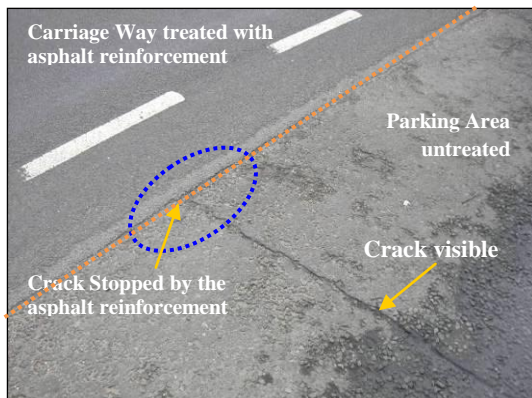 Carriage Way treated with
asphalt reinforcement
Parking Area
untreated
Crack visible
Crack Stopped by the
asphalt reinforcement